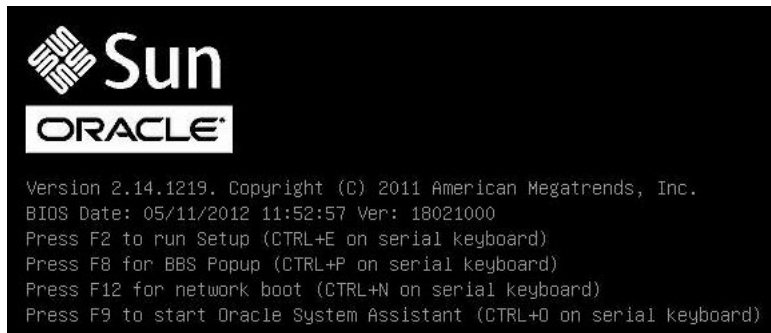 Sun
ORACLE
Version 2.14.1219. Copyright (C) 2011 American Megatrends, Inc.
BIOS Date: 05/11/2012 11:52:57 Ver: 18021000
Press F2 to run Setup (CTRL+E on serial keyboard)
Press F8 for BBS Popup (CTRL+P on serial keyboard)
Press F12 for network boot (CTRL+N on serial keyboard)
Press F9 to start Oracle System Assistant (CTRL+O on serial keyboard)